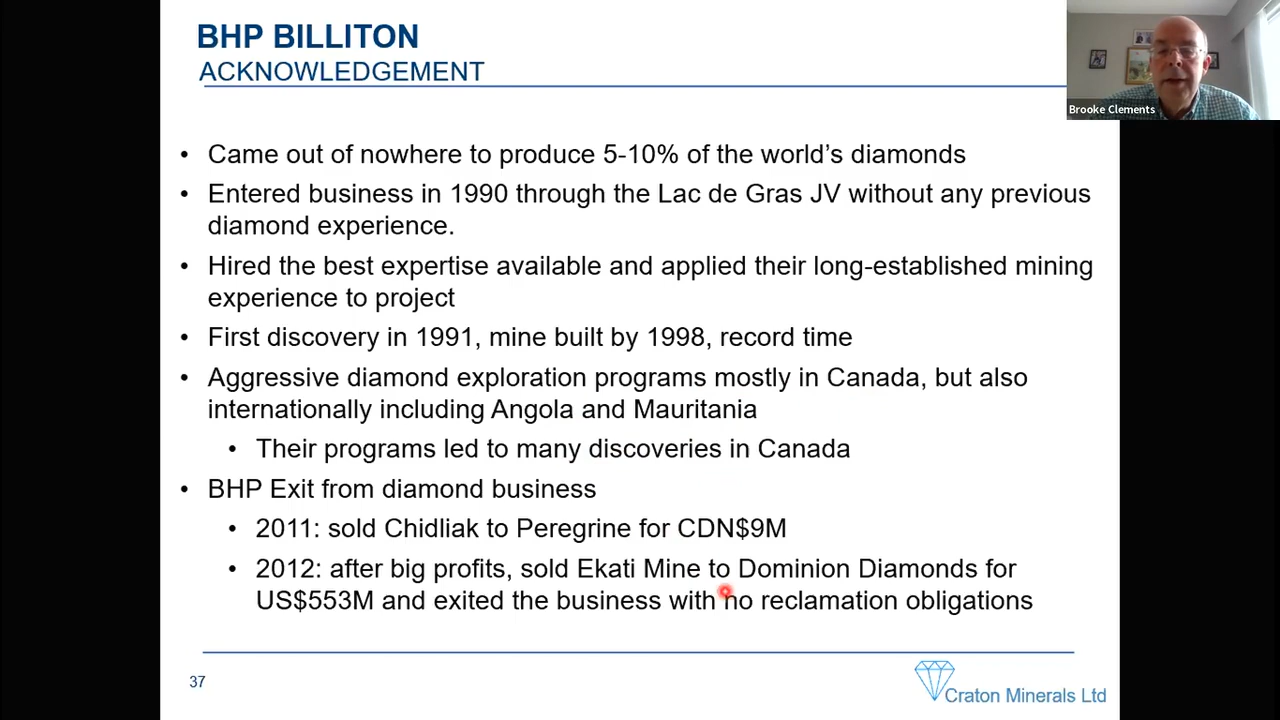 BHP BILLITON
ACKNOWLEDGEMENT
Brooke Clements
• Came out of nowhere to produce 5-10% of the world’s diamonds
• Entered business in 1990 through the Lac de Gras JV without any previous
diamond experience.
• Hired the best expertise available and applied their long-established mining
experience to project
• First discovery in 1991, mine built by 1998, record time
• Aggressive diamond exploration programs mostly in Canada, but also
internationally including Angola and Mauritania
• Their programs led to many discoveries in Canada
• BHP Exit from diamond business
• 2011: sold Chidliak to Peregrine for CDN$9M
• 2012: after big profits, sold Ekati Mine to Dominion Diamonds for
US$553M and exited the business with no reclamation obligations
37
Craton Minerals Ltd